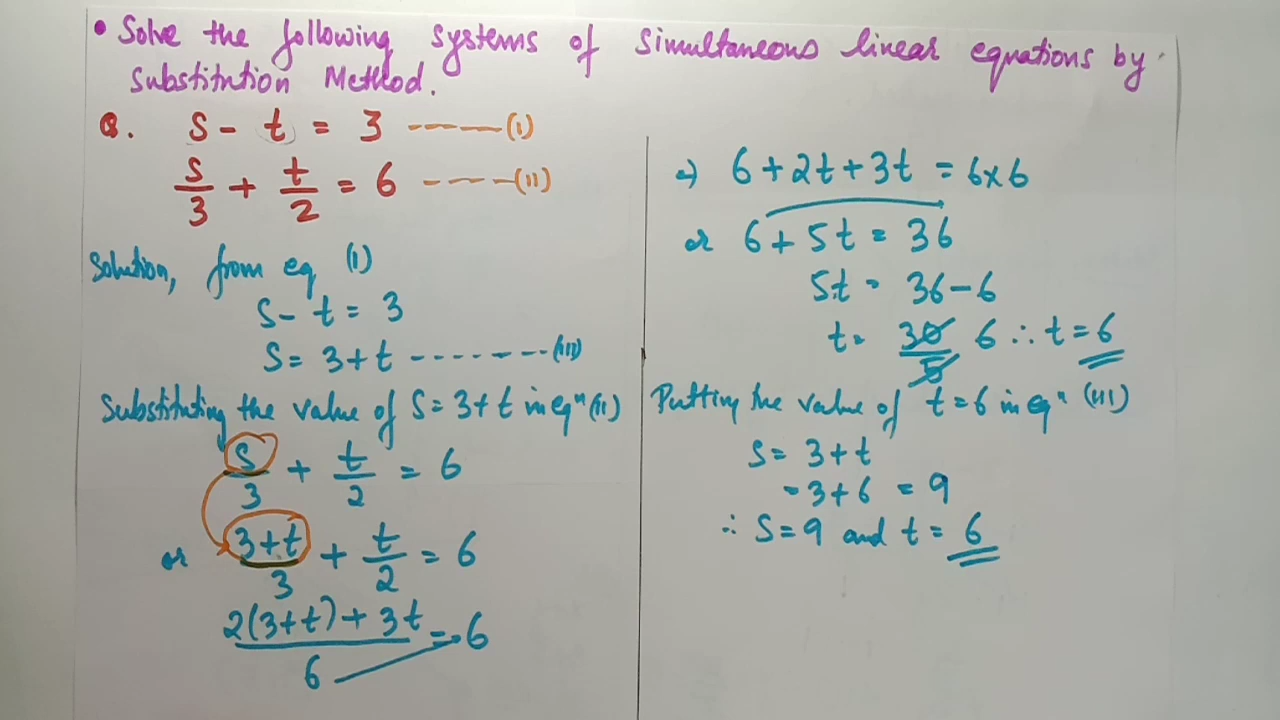 • Solve the following systems of simultaneous linear equations by
substitution Method.
Q. s - t = 3 -------(i)
s/3 + t/2 = 6 ----(ii)
Solution, from eq (i)
s - t = 3
s = 3+t --------(iii)
Substituting the value of s = 3+t in eqⁿ (ii)
s/3 + t/2 = 6
or (3+t)/3 + t/2 = 6
(2(3+t) + 3t)/6 = 6
⇒ 6 + 2t + 3t = 6×6
or 6 + 5t = 36
5t = 36 - 6
t = 30/5 6 ∴ t = 6
Putting the value of t = 6 in eqⁿ (iii)
s = 3+t
= 3+6 = 9
∴ s = 9 and t = 6